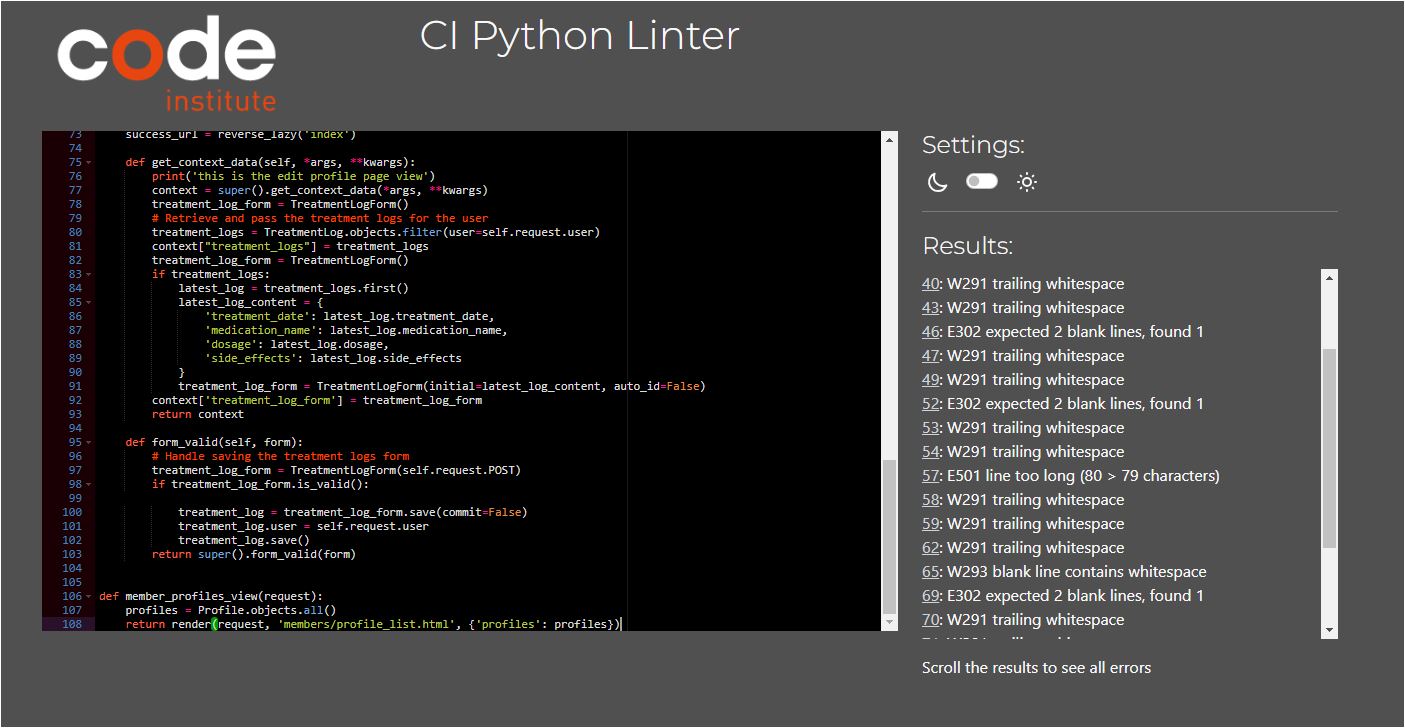 code
institute
CI Python Linter
73 success_url = reverse_lazy('index')
74
75 def get_context_data(self, *args, **kwargs):
76 print('this is the edit profile page view')
77 context = super().get_context_data(*args, **kwargs)
78 treatment_log_form = TreatmentLogForm()
79 # Retrieve and pass the treatment logs for the user
80 treatment_logs = TreatmentLog.objects.filter(user=self.request.user)
81 context["treatment_logs"] = treatment_logs
82 treatment_log_form = TreatmentLogForm()
83 if treatment_logs:
84 latest_log = treatment_logs.first()
85 latest_log_content = {
86 'treatment_date': latest_log.treatment_date,
87 'medication_name': latest_log.medication_name,
88 'dosage': latest_log.dosage,
89 'side_effects': latest_log.side_effects
90 }
91 treatment_log_form = TreatmentLogForm(initial=latest_log_content, auto_id=False)
92 context['treatment_log_form'] = treatment_log_form
93 return context
94
95 def form_valid(self, form):
96 # Handle saving the treatment logs form
97 treatment_log_form = TreatmentLogForm(self.request.POST)
98 if treatment_log_form.is_valid():
99
100 treatment_log = treatment_log_form.save(commit=False)
101 treatment_log.user = self.request.user
102 treatment_log.save()
103 return super().form_valid(form)
104
105
106 def member_profiles_view(request):
107 profiles = Profile.objects.all()
108 return render(request, 'members/profile_list.html', {'profiles': profiles})
Settings:
Results:
40: W291 trailing whitespace
43: W291 trailing whitespace
46: E302 expected 2 blank lines, found 1
47: W291 trailing whitespace
49: W291 trailing whitespace
52: E302 expected 2 blank lines, found 1
53: W291 trailing whitespace
54: W291 trailing whitespace
57: E501 line too long (80 > 79 characters)
58: W291 trailing whitespace
59: W291 trailing whitespace
62: W291 trailing whitespace
65: W293 blank line contains whitespace
69: E302 expected 2 blank lines, found 1
70: W291 trailing whitespace
Scroll the results to see all errors